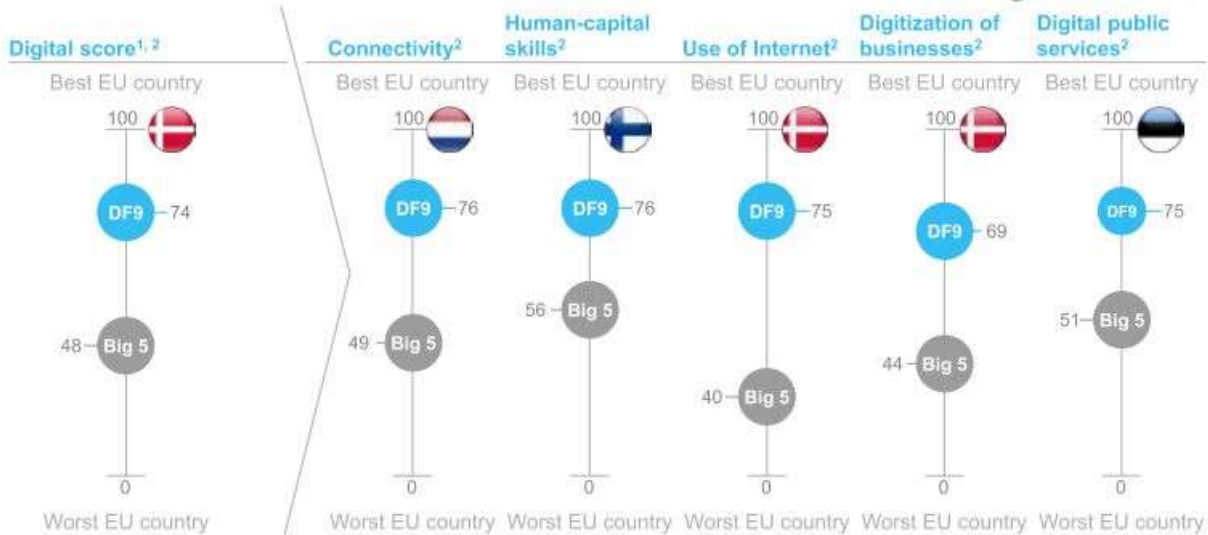 Digital score1, 2
Best EU country
100
DF9
74
48
Big 5
0
Worst EU country
Connectivity2
Best EU country
100
DF9
76
49
Big 5
0
Worst EU country
Human-capital
skills2
Best EU country
100
DF9
76
56
Big 5
0
Worst EU country
Use of Internet2
Best EU country
100
DF9
75
40
Big 5
0
Worst EU country
Digitization of
businesses2
Best EU country
100
DF9
69
44
Big 5
0
Worst EU country
Digital public
services2
Best EU country
100
DF9
75
51
Big 5
0
Worst EU country